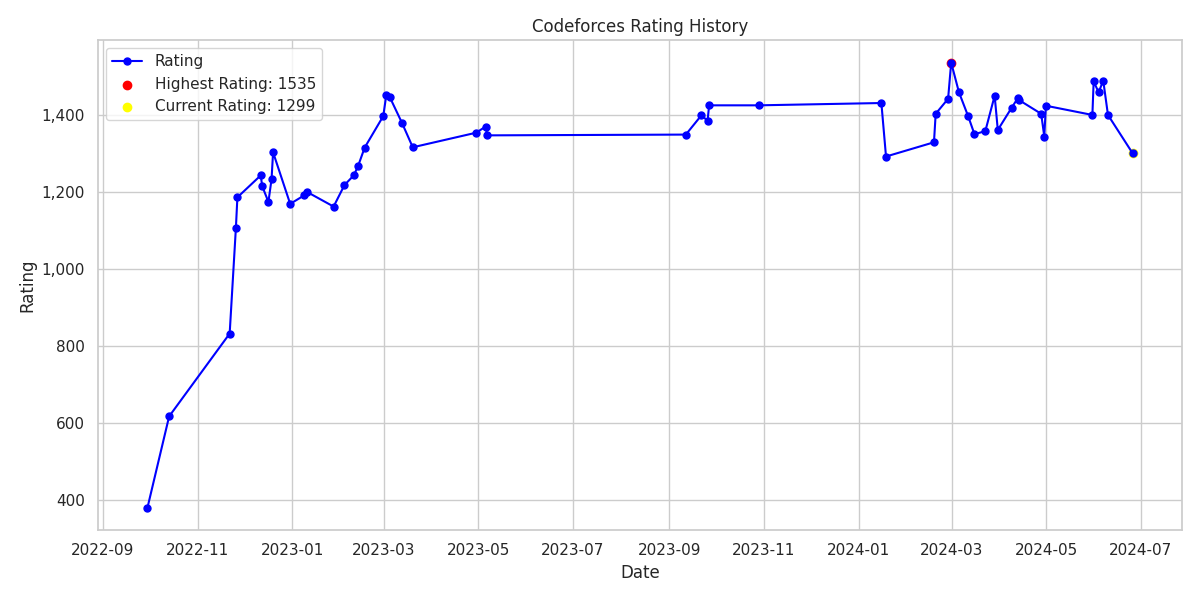 Codeforces Rating History
Rating
Highest Rating: 1535
Current Rating: 1299
1,400
1,200
1,000
800
600
400
Rating
2022-09 2022-11 2023-01 2023-03 2023-05 2023-07 2023-09 2023-11 2024-01 2024-03 2024-05 2024-07
Date